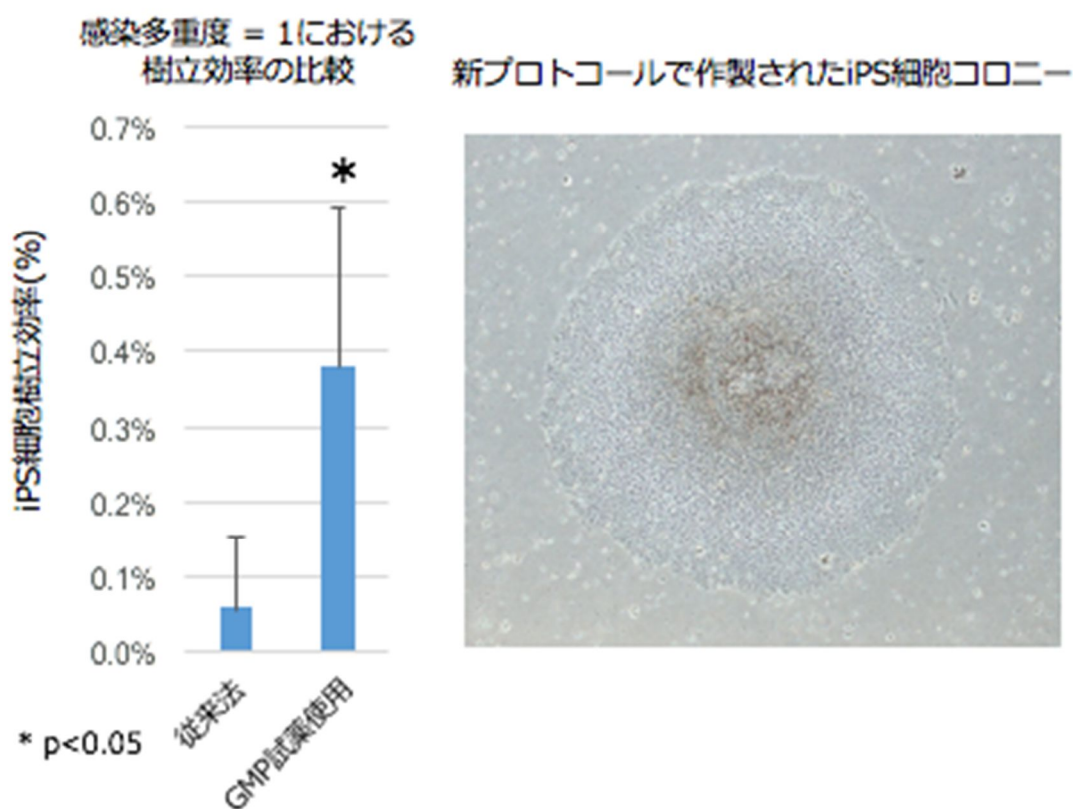 感染多重度 = 1における
樹立効率の比較
新プロトコールで作製されたiPS細胞コロニー
iPS細胞樹立効率(%)
0.7%
0.6%
0.5%
0.4%
0.3%
0.2%
0.1%
0.0%
*
従来法
GMP試薬使用
* p<0.05